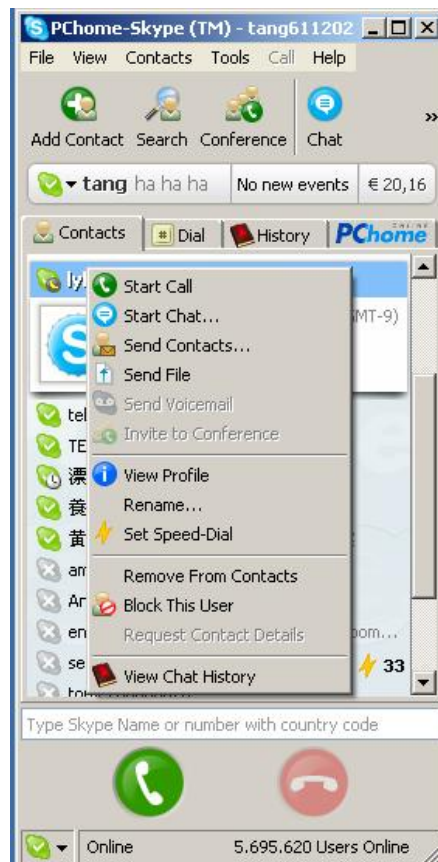 PChome-Skype (TM) - tang611202
File View Contacts Tools Call Help
Add Contact Search Conference Chat »
tang ha ha ha No new events € 20,16
Contacts Dial History PChome ONLINE
ly.
Start Call
Start Chat...
Send Contacts...
Send File
Send Voicemail
Invite to Conference
View Profile
Rename...
Set Speed-Dial
Remove From Contacts
Block This User
Request Contact Details
View Chat History
MT-9)
tel
TE
漂
養
黃
am
Ar
en oom...
se 33
Type Skype Name or number with country code
Online 5.695.620 Users Online